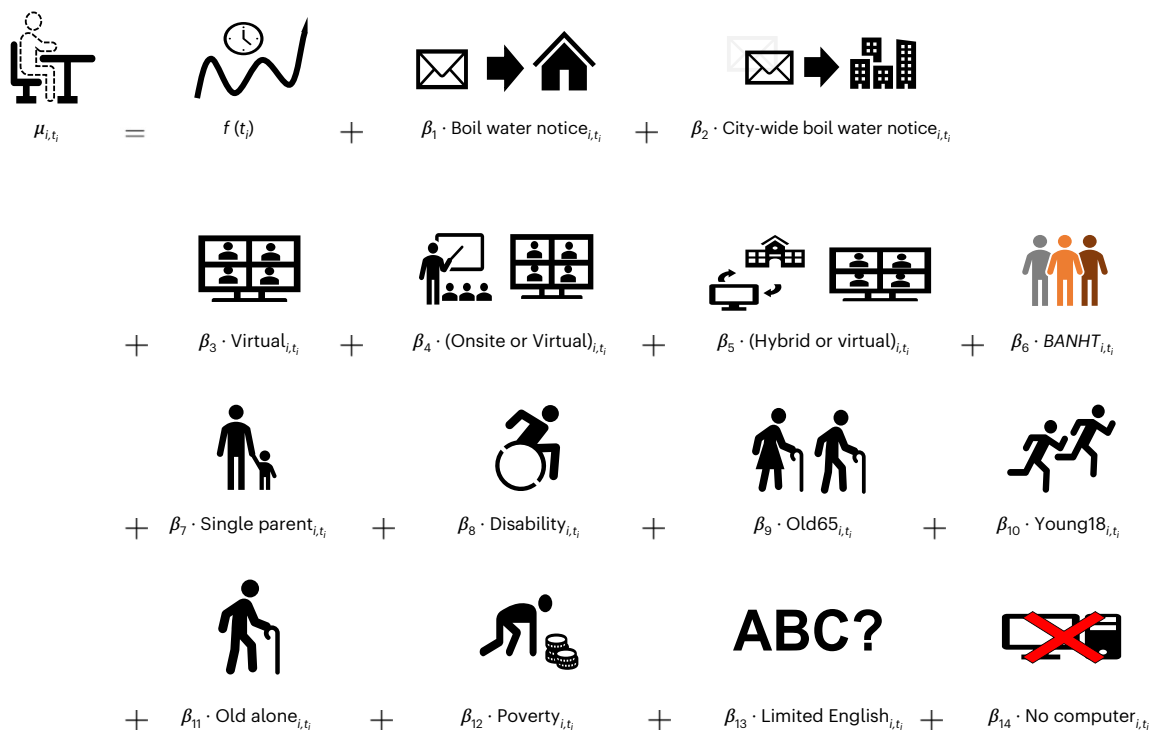 μi,ti = f (ti) + β1 · Boil water noticei,ti + β2 · City-wide boil water noticei,ti
+ β3 · Virtuali,ti + β4 · (Onsite or Virtual)i,ti + β5 · (Hybrid or virtual)i,ti + β6 · BANHTi,ti
+ β7 · Single parenti,ti + β8 · Disabilityi,ti + β9 · Old65i,ti + β10 · Young18i,ti
ABC?
+ β11 · Old alonei,ti + β12 · Povertyi,ti + β13 · Limited Englishi,ti + β14 · No computeri,ti